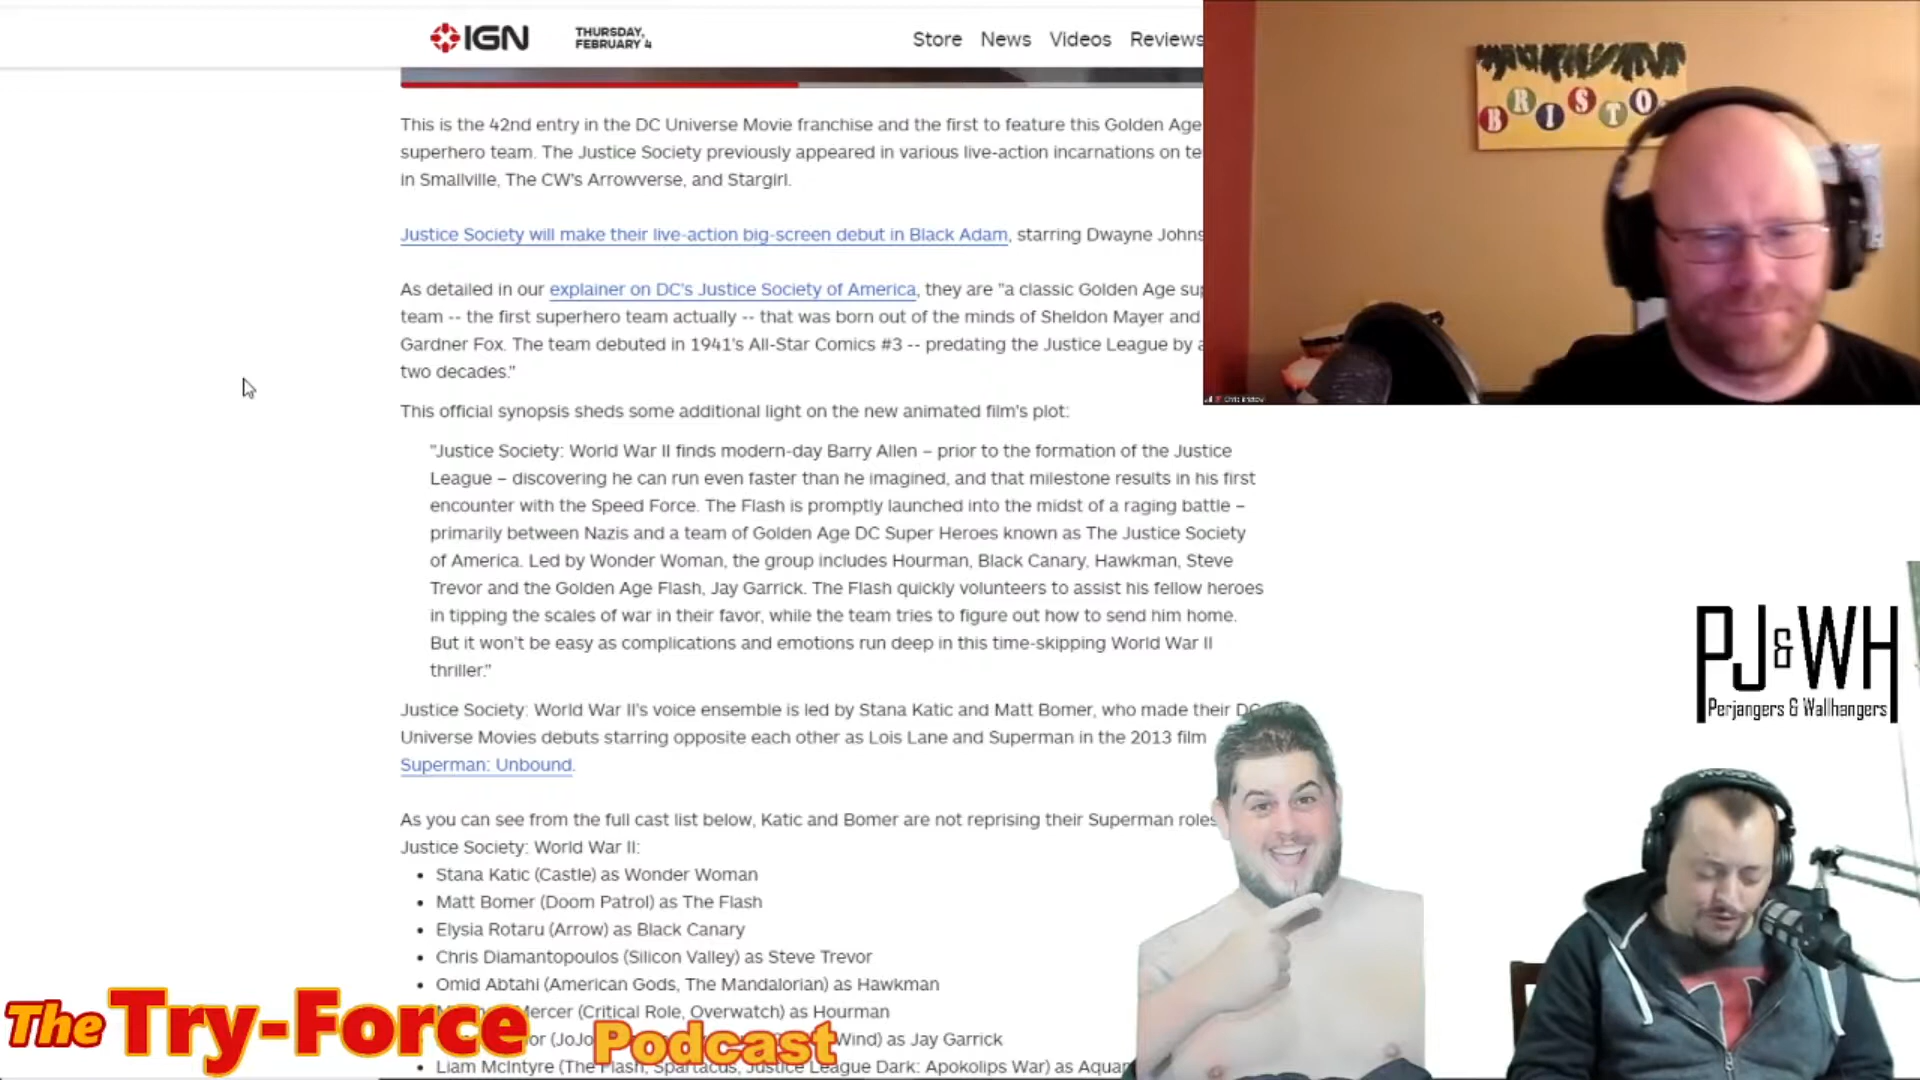 IGN
THURSDAY,
FEBRUARY 4
Store News Videos Reviews
This is the 42nd entry in the DC Universe Movie franchise and the first to feature this Golden Age
superhero team. The Justice Society previously appeared in various live-action incarnations on te
in Smallville, The CW's Arrowverse, and Stargirl.
Justice Society will make their live-action big-screen debut in Black Adam, starring Dwayne Johns
As detailed in our explainer on DC's Justice Society of America, they are "a classic Golden Age sup
team -- the first superhero team actually -- that was born out of the minds of Sheldon Mayer and
Gardner Fox. The team debuted in 1941's All-Star Comics #3 -- predating the Justice League by a
two decades."
This official synopsis sheds some additional light on the new animated film's plot:
"Justice Society: World War II finds modern-day Barry Allen – prior to the formation of the Justice
League – discovering he can run even faster than he imagined, and that milestone results in his first
encounter with the Speed Force. The Flash is promptly launched into the midst of a raging battle –
primarily between Nazis and a team of Golden Age DC Super Heroes known as The Justice Society
of America. Led by Wonder Woman, the group includes Hourman, Black Canary, Hawkman, Steve
Trevor and the Golden Age Flash, Jay Garrick. The Flash quickly volunteers to assist his fellow heroes
in tipping the scales of war in their favor, while the team tries to figure out how to send him home.
But it won't be easy as complications and emotions run deep in this time-skipping World War II
thriller."
Justice Society: World War II's voice ensemble is led by Stana Katic and Matt Bomer, who made their DC
Universe Movies debuts starring opposite each other as Lois Lane and Superman in the 2013 film
Superman: Unbound.
As you can see from the full cast list below, Katic and Bomer are not reprising their Superman roles
Justice Society: World War II:
• Stana Katic (Castle) as Wonder Woman
• Matt Bomer (Doom Patrol) as The Flash
• Elysia Rotaru (Arrow) as Black Canary
• Chris Diamantopoulos (Silicon Valley) as Steve Trevor
• Omid Abtahi (American Gods, The Mandalorian) as Hawkman
Mercer (Critical Role, Overwatch) as Hourman
or (JoJo Wind) as Jay Garrick
• Liam McIntyre (The Flash, Spartacus, Justice League Dark: Apokolips War) as Aquar
BRISTO
Chris Bristow
PJ&WH
Perjangers & Wallhangers
The Try-Force Podcast